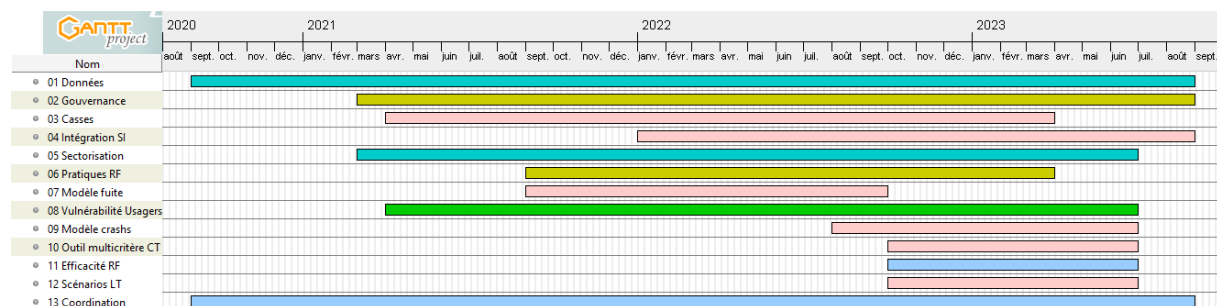 GANTT project
2020 2021 2022 2023
Nom
août sept. oct. nov. déc. janv. févr. mars avr. mai juin juil. août sept. oct. nov. déc. janv. févr. mars avr. mai juin juil. août sept. oct. nov. déc. janv. févr. mars avr. mai juin juil. août sept.
01 Données
02 Gouvernance
03 Casses
04 Intégration SI
05 Sectorisation
06 Pratiques RF
07 Modèle fuite
08 Vulnérabilité Usagers
09 Modèle crashs
10 Outil multicritère CT
11 Efficacité RF
12 Scénarios LT
13 Coordination